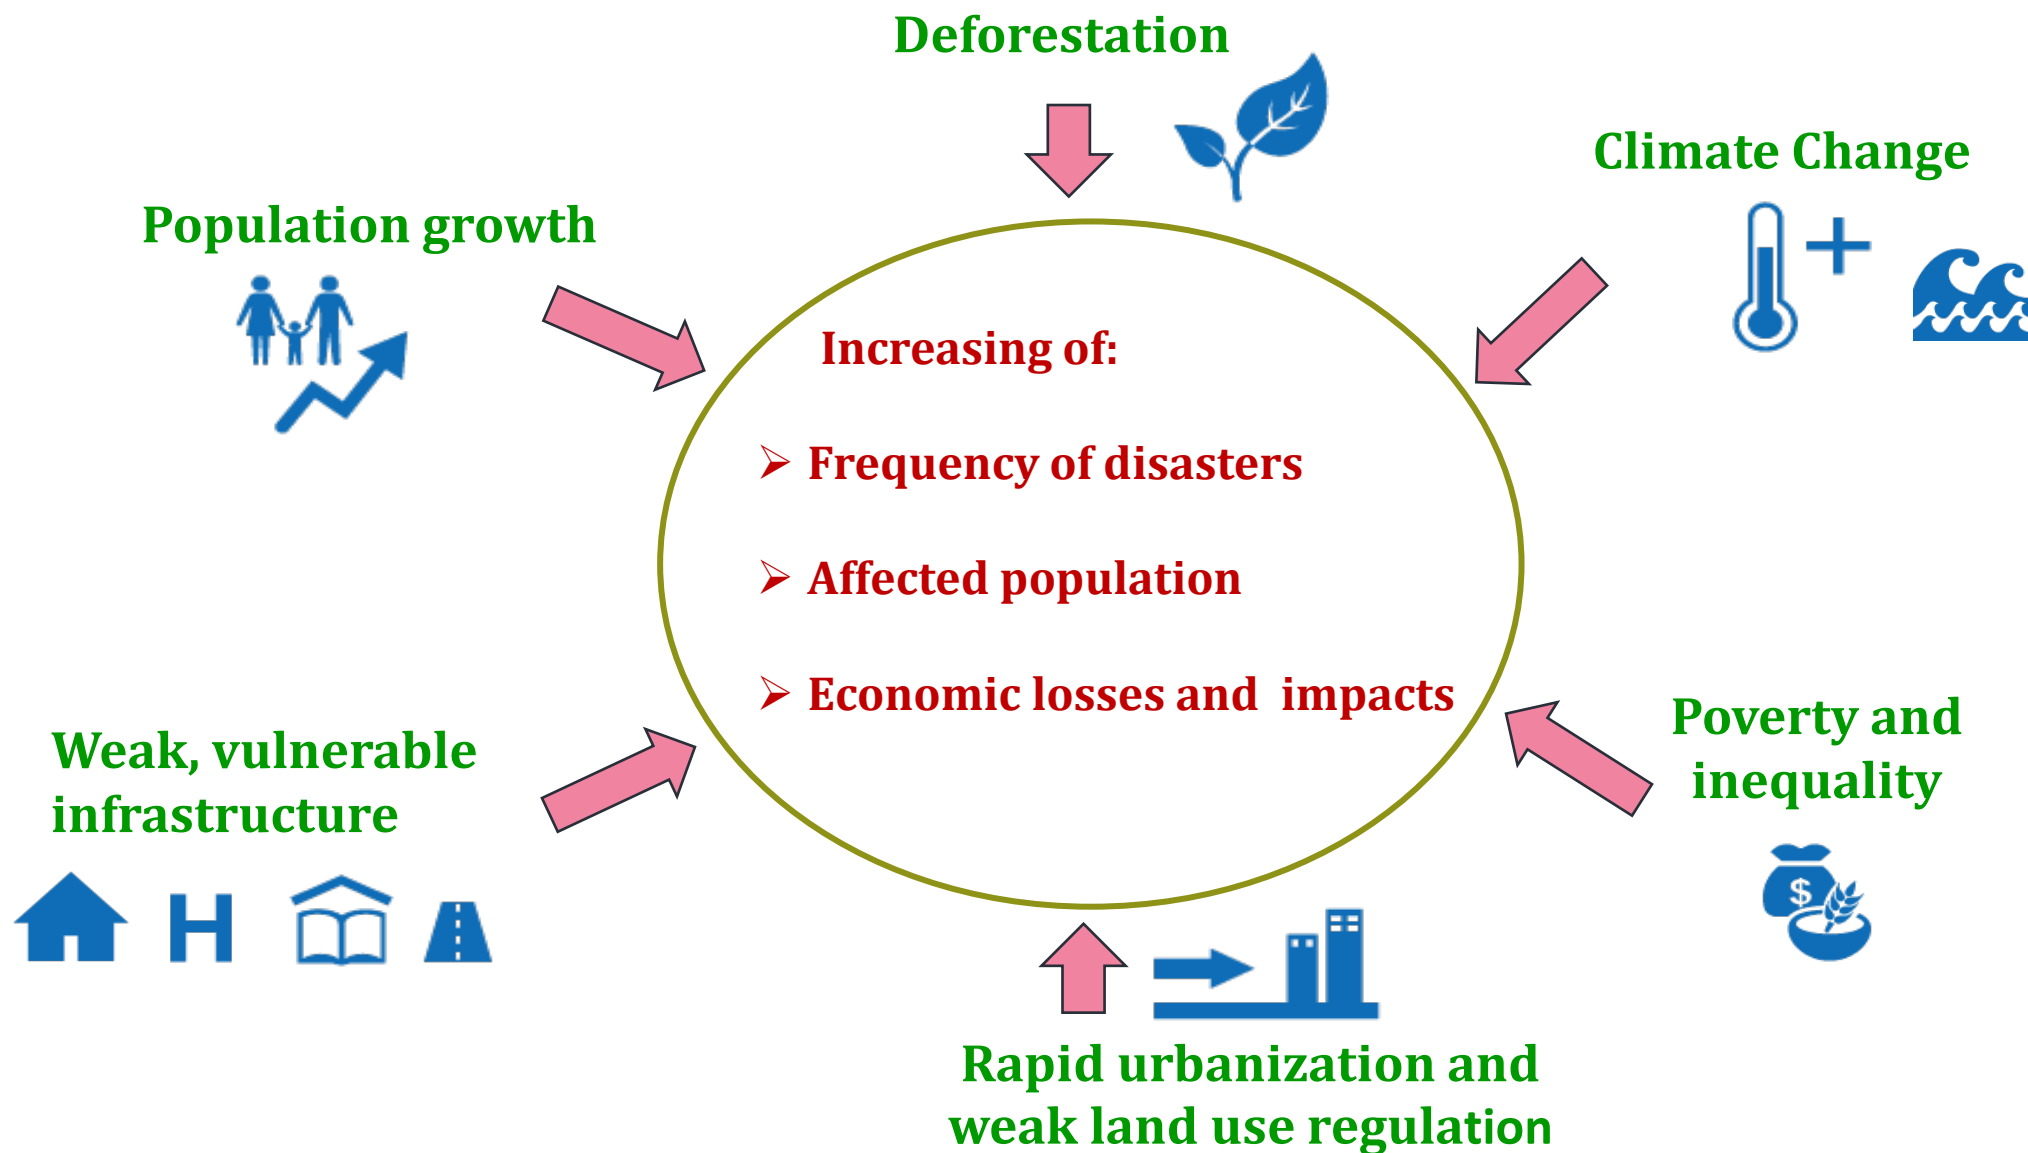 Deforestation
Climate Change
Population growth
Increasing of:
➢ Frequency of disasters
➢ Affected population
➢ Economic losses and  impacts
Poverty and
inequality
Weak, vulnerable
infrastructure
H
$
Rapid urbanization and
weak land use regulation